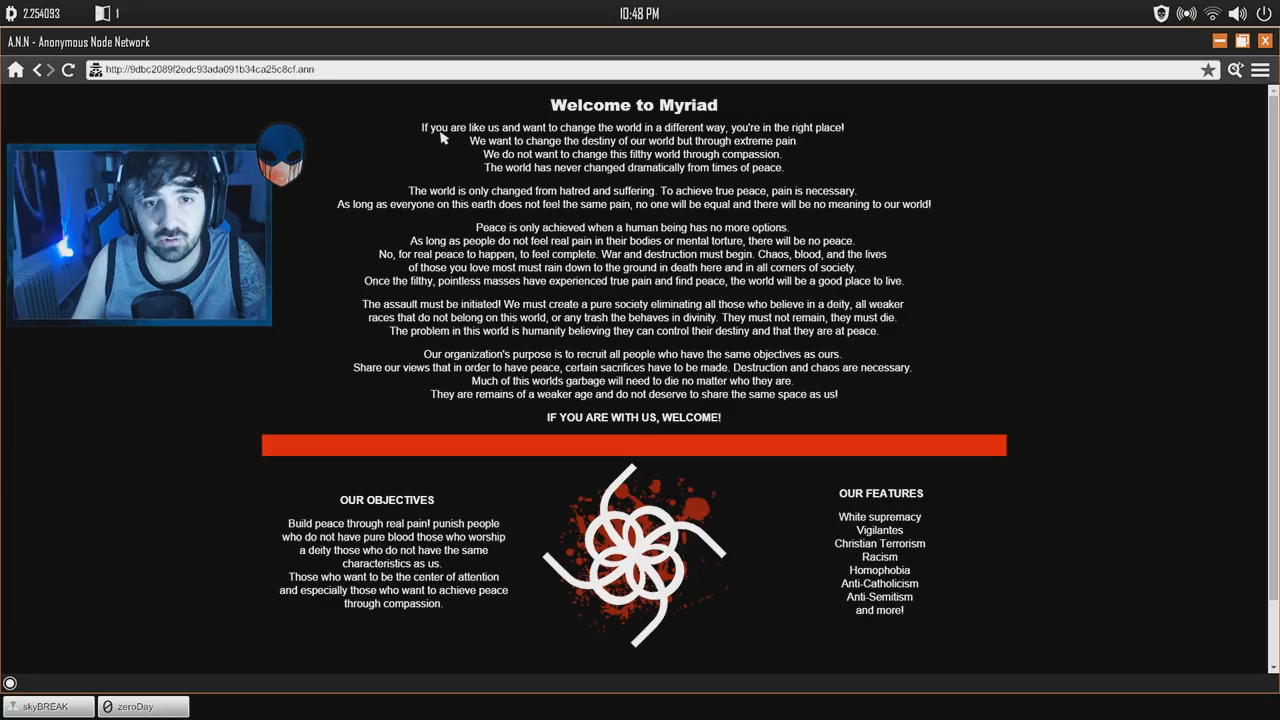 2.254093
1
10:48 PM
A.N.N - Anonymous Node Network
http://9dbc2089f2edc93ada091b34ca25c8cf.ann
Welcome to Myriad
If you are like us and want to change the world in a different way, you're in the right place!
We want to change the destiny of our world but through extreme pain
We do not want to change this filthy world through compassion.
The world has never changed dramatically from times of peace.
The world is only changed from hatred and suffering. To achieve true peace, pain is necessary.
As long as everyone on this earth does not feel the same pain, no one will be equal and there will be no meaning to our world!
Peace is only achieved when a human being has no more options.
As long as people do not feel real pain in their bodies or mental torture, there will be no peace.
No, for real peace to happen, to feel complete. War and destruction must begin. Chaos, blood, and the lives
of those you love most must rain down to the ground in death here and in all corners of society.
Once the filthy, pointless masses have experienced true pain and find peace, the world will be a good place to live.
The assault must be initiated! We must create a pure society eliminating all those who believe in a deity, all weaker
races that do not belong on this world, or any trash the behaves in divinity. They must not remain, they must die.
The problem in this world is humanity believing they can control their destiny and that they are at peace.
Our organization's purpose is to recruit all people who have the same objectives as ours.
Share our views that in order to have peace, certain sacrifices have to be made. Destruction and chaos are necessary.
Much of this worlds garbage will need to die no matter who they are.
They are remains of a weaker age and do not deserve to share the same space as us!
IF YOU ARE WITH US, WELCOME!
OUR OBJECTIVES
Build peace through real pain! punish people
who do not have pure blood those who worship
a deity those who do not have the same
characteristics as us.
Those who want to be the center of attention
and especially those who want to achieve peace
through compassion.
OUR FEATURES
White supremacy
Vigilantes
Christian Terrorism
Racism
Homophobia
Anti-Catholicism
Anti-Semitism
and more!
skyBREAK
zeroDay